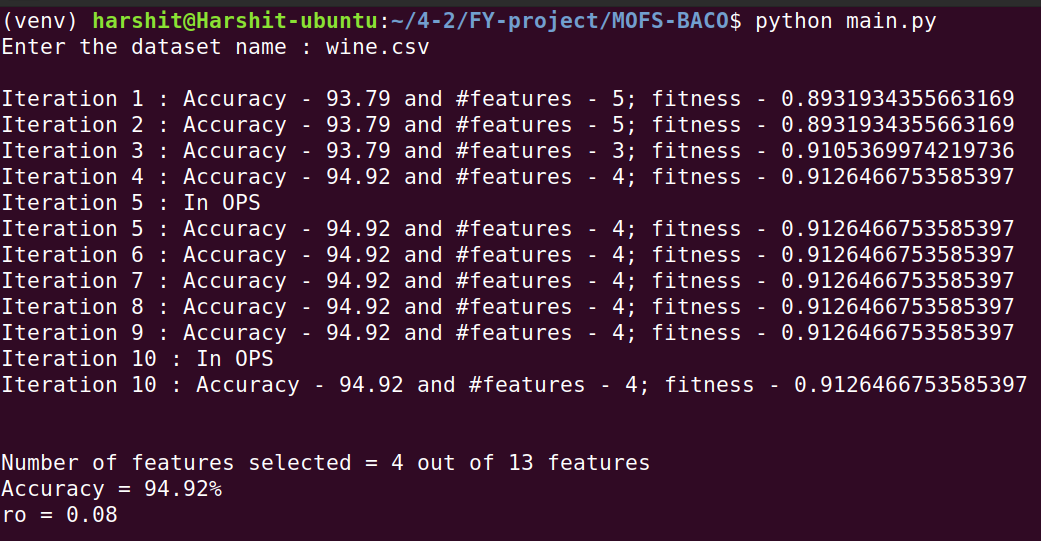 (venv) harshit@Harshit-ubuntu:~/4-2/FY-project/MOFS-BACO$ python main.py
Enter the dataset name : wine.csv
Iteration 1 : Accuracy - 93.79 and #features - 5; fitness - 0.8931934355663169
Iteration 2 : Accuracy - 93.79 and #features - 5; fitness - 0.8931934355663169
Iteration 3 : Accuracy - 93.79 and #features - 3; fitness - 0.9105369974219736
Iteration 4 : Accuracy - 94.92 and #features - 4; fitness - 0.9126466753585397
Iteration 5 : In OPS
Iteration 5 : Accuracy - 94.92 and #features - 4; fitness - 0.9126466753585397
Iteration 6 : Accuracy - 94.92 and #features - 4; fitness - 0.9126466753585397
Iteration 7 : Accuracy - 94.92 and #features - 4; fitness - 0.9126466753585397
Iteration 8 : Accuracy - 94.92 and #features - 4; fitness - 0.9126466753585397
Iteration 9 : Accuracy - 94.92 and #features - 4; fitness - 0.9126466753585397
Iteration 10 : In OPS
Iteration 10 : Accuracy - 94.92 and #features - 4; fitness - 0.9126466753585397
Number of features selected = 4 out of 13 features
Accuracy = 94.92%
ro = 0.08